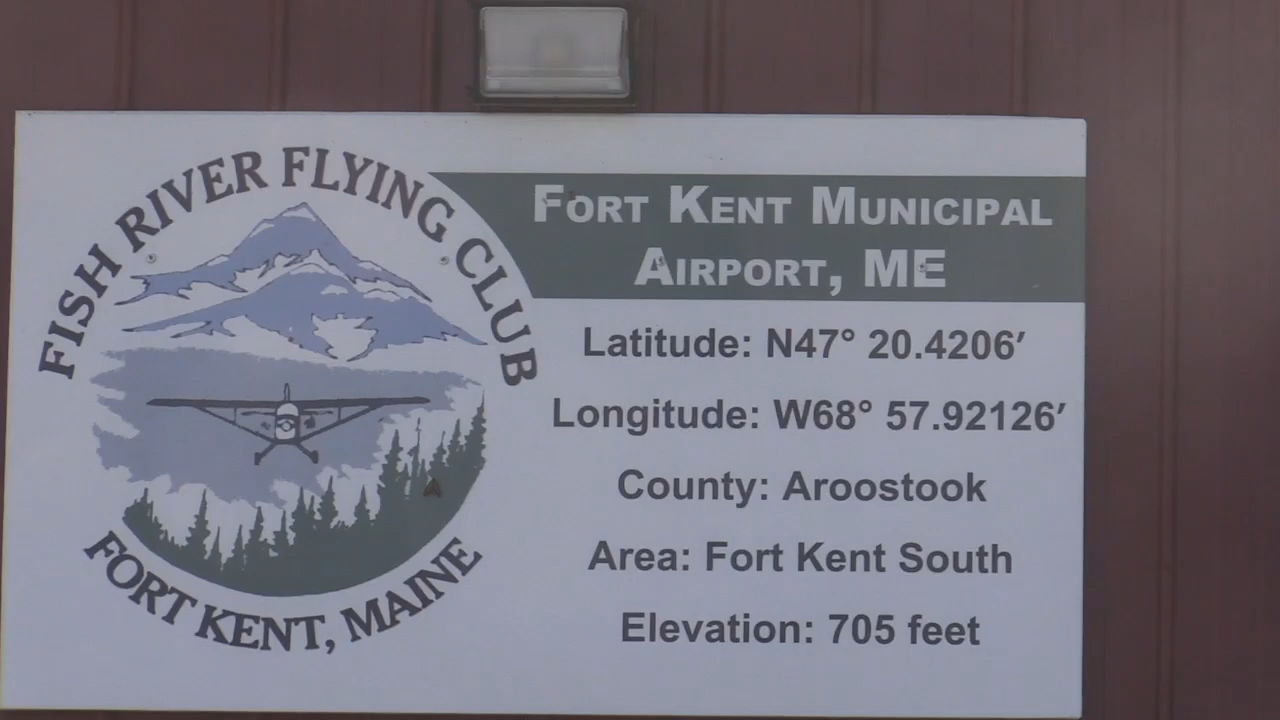 FISH RIVER FLYING CLUB
FORT KENT, MAINE
FORT KENT MUNICIPAL
AIRPORT, ME
Latitude: N47° 20.4206′
Longitude: W68° 57.92126′
County: Aroostook
Area: Fort Kent South
Elevation: 705 feet